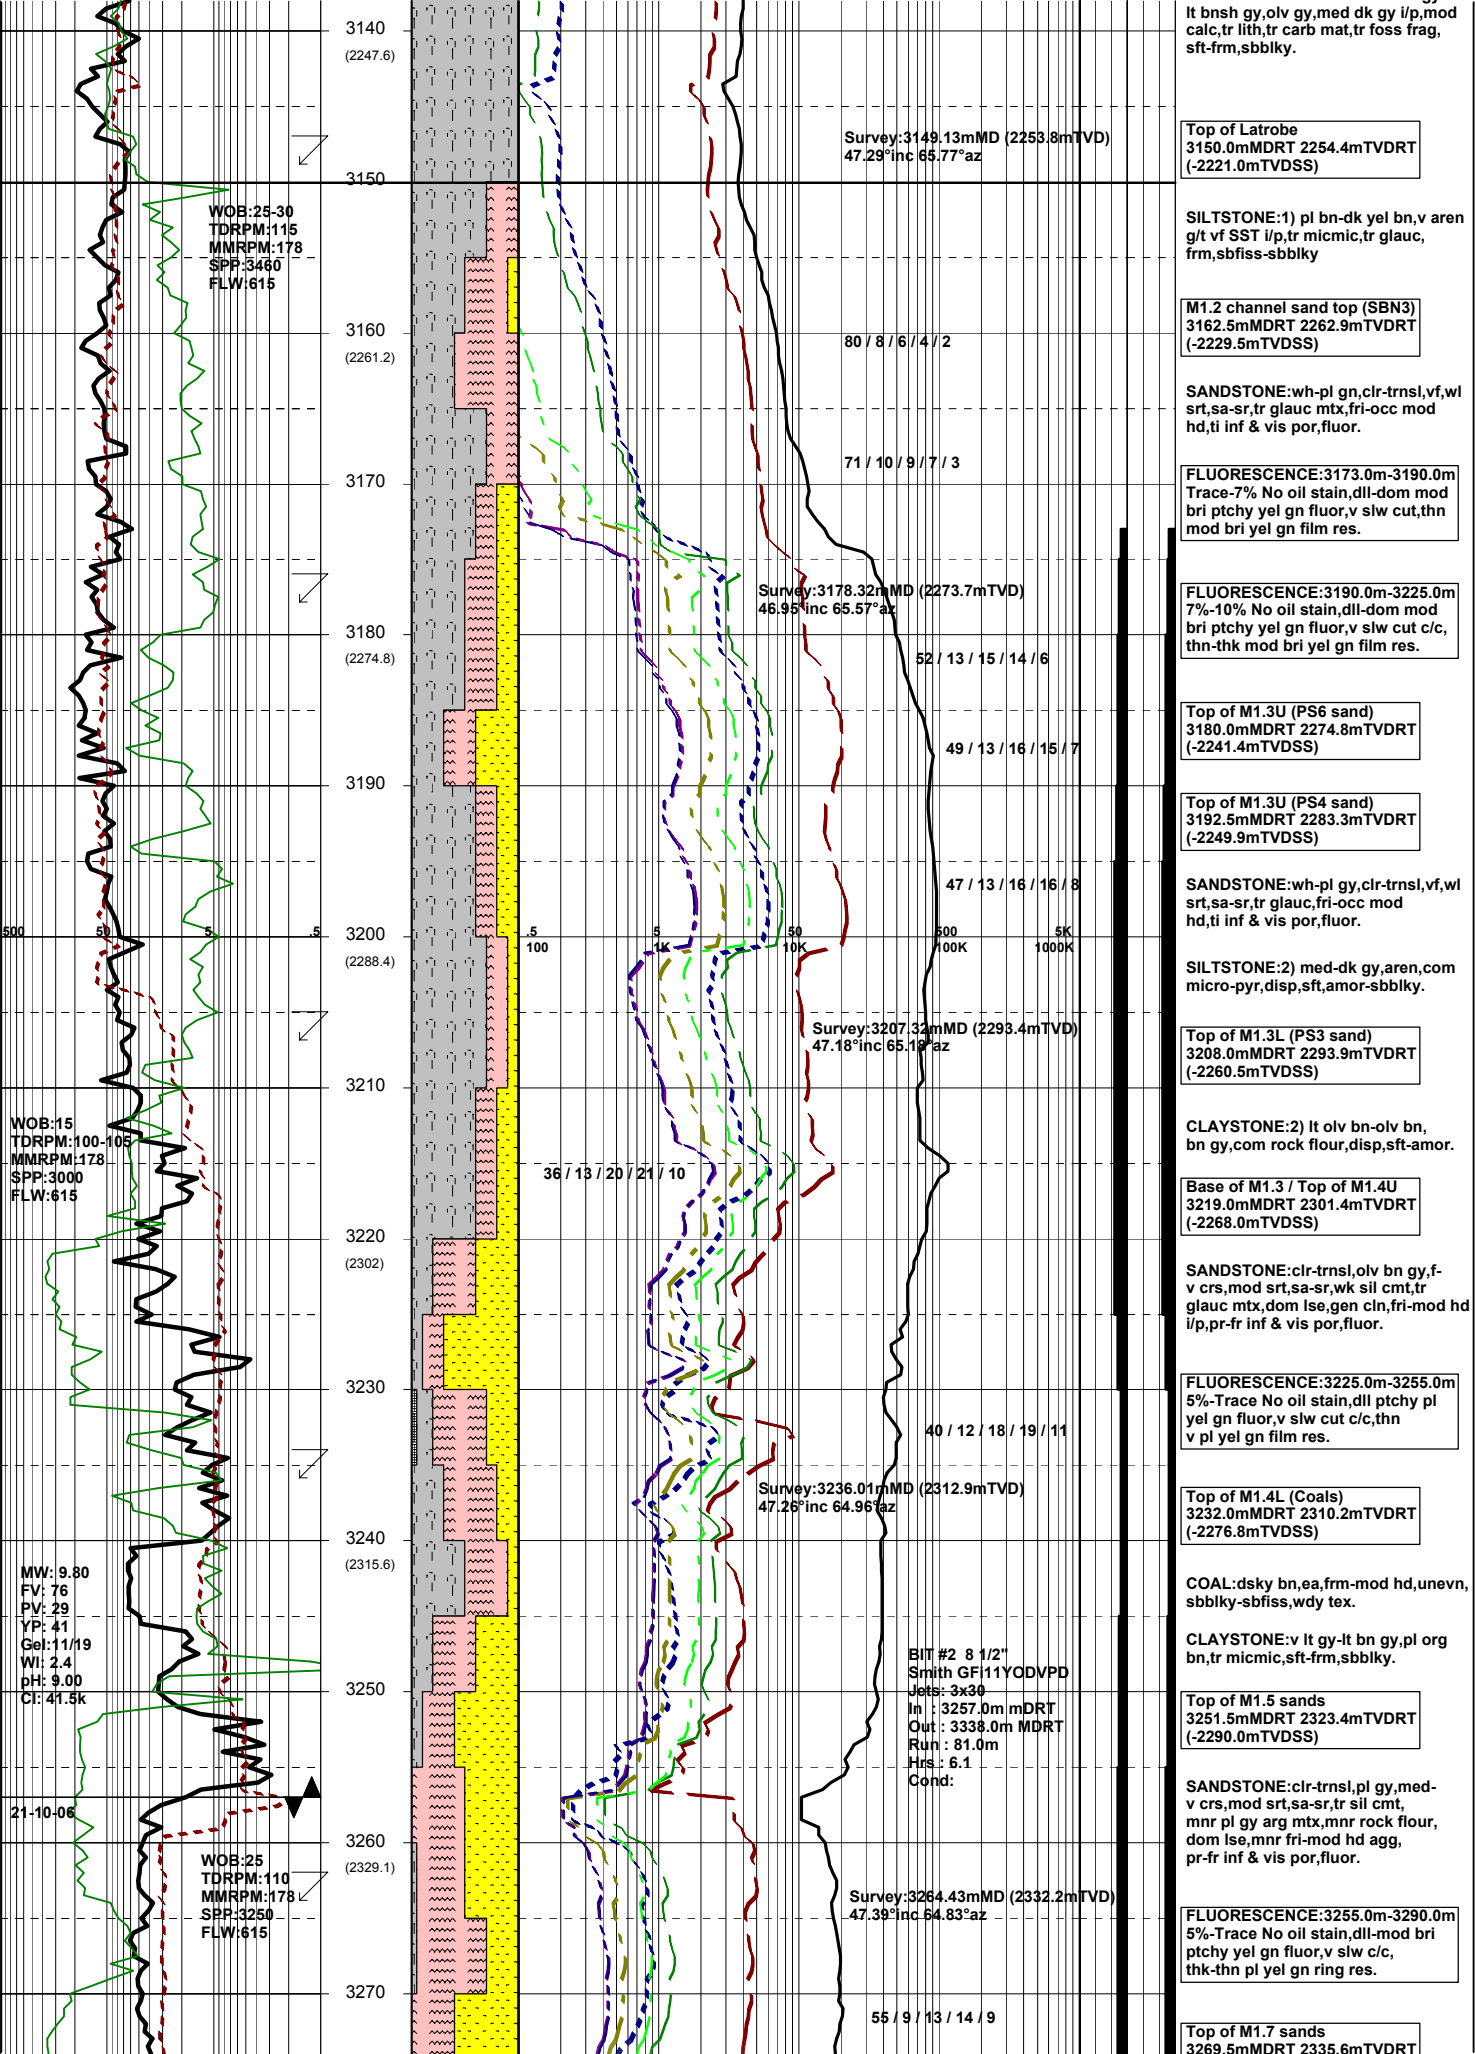 lt bnsh gy,olv gy,med dk gy i/p,mod
calc,tr lith,tr carb mat,tr foss frag,
sft-frm,sbblky.
3140
(2247.6)
Survey:3149.13mMD (2253.8mTVD)
47.29°inc 65.77°az
Top of Latrobe
3150.0mMDRT 2254.4mTVDRT
(-2221.0mTVDSS)
3150
WOB:25-30
TDRPM:115
MMRPM:178
SPP:3460
FLW:615
SILTSTONE:1) pl bn-dk yel bn,v aren
g/t vf SST i/p,tr micmic,tr glauc,
frm,sbfiss-sbblky
M1.2 channel sand top (SBN3)
3162.5mMDRT 2262.9mTVDRT
(-2229.5mTVDSS)
3160
(2261.2)
80 / 8 / 6 / 4 / 2
SANDSTONE:wh-pl gn,clr-trnsl,vf,wl
srt,sa-sr,tr glauc mtx,fri-occ mod
hd,ti inf & vis por,fluor.
71 / 10 / 9 / 7 / 3
3170
FLUORESCENCE:3173.0m-3190.0m
Trace-7% No oil stain,dll-dom mod
bri ptchy yel gn fluor,v slw cut,thn
mod bri yel gn film res.
Survey:3178.32mMD (2273.7mTVD)
46.95°inc 65.57°az
FLUORESCENCE:3190.0m-3225.0m
7%-10% No oil stain,dll-dom mod
bri ptchy yel gn fluor,v slw cut c/c,
thn-thk mod bri yel gn film res.
3180
(2274.8)
52 / 13 / 15 / 14 / 6
Top of M1.3U (PS6 sand)
3180.0mMDRT 2274.8mTVDRT
(-2241.4mTVDSS)
49 / 13 / 16 / 15 / 7
3190
Top of M1.3U (PS4 sand)
3192.5mMDRT 2283.3mTVDRT
(-2249.9mTVDSS)
47 / 13 / 16 / 16 / 8
SANDSTONE:wh-pl gy,clr-trnsl,vf,wl
srt,sa-sr,tr glauc,fri-occ mod
hd,ti inf & vis por,fluor.
500 50 5 .5 3200 .5 5 50 500 5K
(2288.4) 100 1K 10K 100K 1000K
SILTSTONE:2) med-dk gy,aren,com
micro-pyr,disp,sft,amor-sbblky.
Survey:3207.32mMD (2293.4mTVD)
47.18°inc 65.18°az
Top of M1.3L (PS3 sand)
3208.0mMDRT 2293.9mTVDRT
(-2260.5mTVDSS)
3210
WOB:15
TDRPM:100-105
MMRPM:178
SPP:3000
FLW:615
CLAYSTONE:2) lt olv bn-olv bn,
bn gy,com rock flour,disp,sft-amor.
36 / 13 / 20 / 21 / 10
Base of M1.3 / Top of M1.4U
3219.0mMDRT 2301.4mTVDRT
(-2268.0mTVDSS)
3220
(2302)
SANDSTONE:clr-trnsl,olv bn gy,f-
v crs,mod srt,sa-sr,wk sil cmt,tr
glauc mtx,dom lse,gen cln,fri-mod hd
i/p,pr-fr inf & vis por,fluor.
3230
FLUORESCENCE:3225.0m-3255.0m
5%-Trace No oil stain,dll ptchy pl
yel gn fluor,v slw cut c/c,thn
v pl yel gn film res.
40 / 12 / 18 / 19 / 11
Survey:3236.01mMD (2312.9mTVD)
47.26°inc 64.96°az
Top of M1.4L (Coals)
3232.0mMDRT 2310.2mTVDRT
(-2276.8mTVDSS)
3240
(2315.6)
MW: 9.80
FV: 76
PV: 29
YP: 41
Gel:11/19
Wl: 2.4
pH: 9.00
Cl: 41.5k
COAL:dsky bn,ea,frm-mod hd,unevn,
sbblky-sbfiss,wdy tex.
CLAYSTONE:v lt gy-lt bn gy,pl org
bn,tr micmic,sft-frm,sbblky.
BIT #2 8 1/2"
Smith GFi11YODVPD
Jets: 3x30
In : 3257.0m mDRT
Out : 3338.0m MDRT
Run : 81.0m
Hrs : 6.1
Cond:
3250
Top of M1.5 sands
3251.5mMDRT 2323.4mTVDRT
(-2290.0mTVDSS)
21-10-06
SANDSTONE:clr-trnsl,pl gy,med-
v crs,mod srt,sa-sr,tr sil cmt,
mnr pl gy arg mtx,mnr rock flour,
dom lse,mnr fri-mod hd agg,
pr-fr inf & vis por,fluor.
3260
(2329.1)
WOB:25
TDRPM:110
MMRPM:178
SPP:3250
FLW:615
Survey:3264.43mMD (2332.2mTVD)
47.39°inc 64.83°az
FLUORESCENCE:3255.0m-3290.0m
5%-Trace No oil stain,dll-mod bri
ptchy yel gn fluor,v slw c/c,
thk-thn pl yel gn ring res.
3270
55 / 9 / 13 / 14 / 9
Top of M1.7 sands
3269.5mMDRT 2335.6mTVDRT